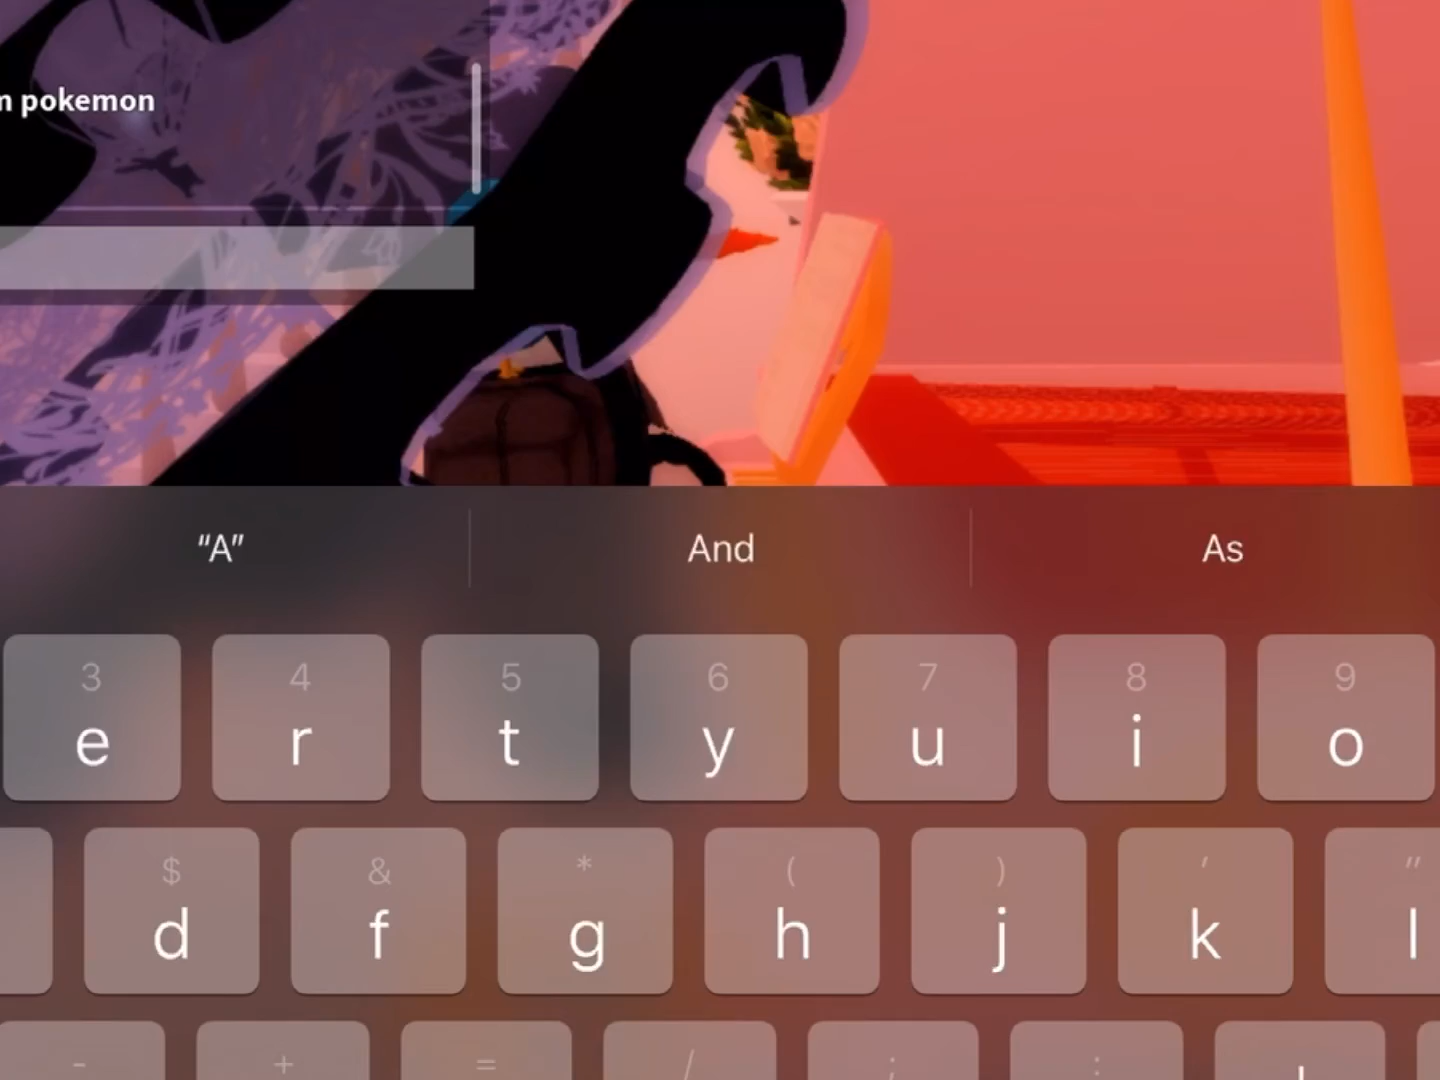 pokemon
“A” And As
3 4 5 6 7 8 9
e r t y u i o
$ & * ( ) ′ ″
d f g h j k l
- + = / ; :